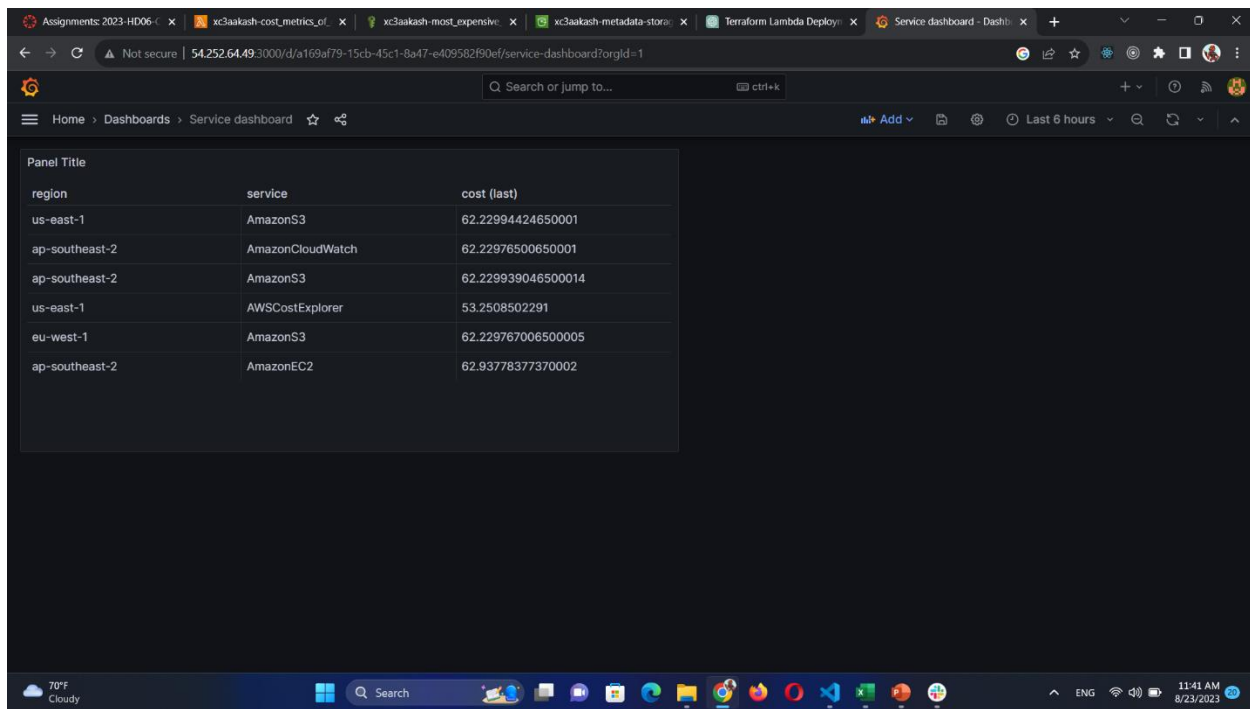 Assignments: 2023-HD06-C
xc3aakash-cost_metrics_of_
xc3aakash-most_expensive_
xc3aakash-metadata-storag
Terraform Lambda Deploym
Service dashboard - Dashb
Not secure | 54.252.64.49:3000/d/a169af79-15cb-45c1-8a47-e409582f90ef/service-dashboard?orgId=1
Search or jump to... ctrl+k
Home > Dashboards > Service dashboard Add Last 6 hours
Panel Title
region service cost (last)
us-east-1 AmazonS3 62.22994424650001
ap-southeast-2 AmazonCloudWatch 62.22976500650001
ap-southeast-2 AmazonS3 62.229939046500014
us-east-1 AWSCostExplorer 53.2508502291
eu-west-1 AmazonS3 62.229767006500005
ap-southeast-2 AmazonEC2 62.93778377370002
70°F
Cloudy
Search
ENG
11:41 AM
8/23/2023
20